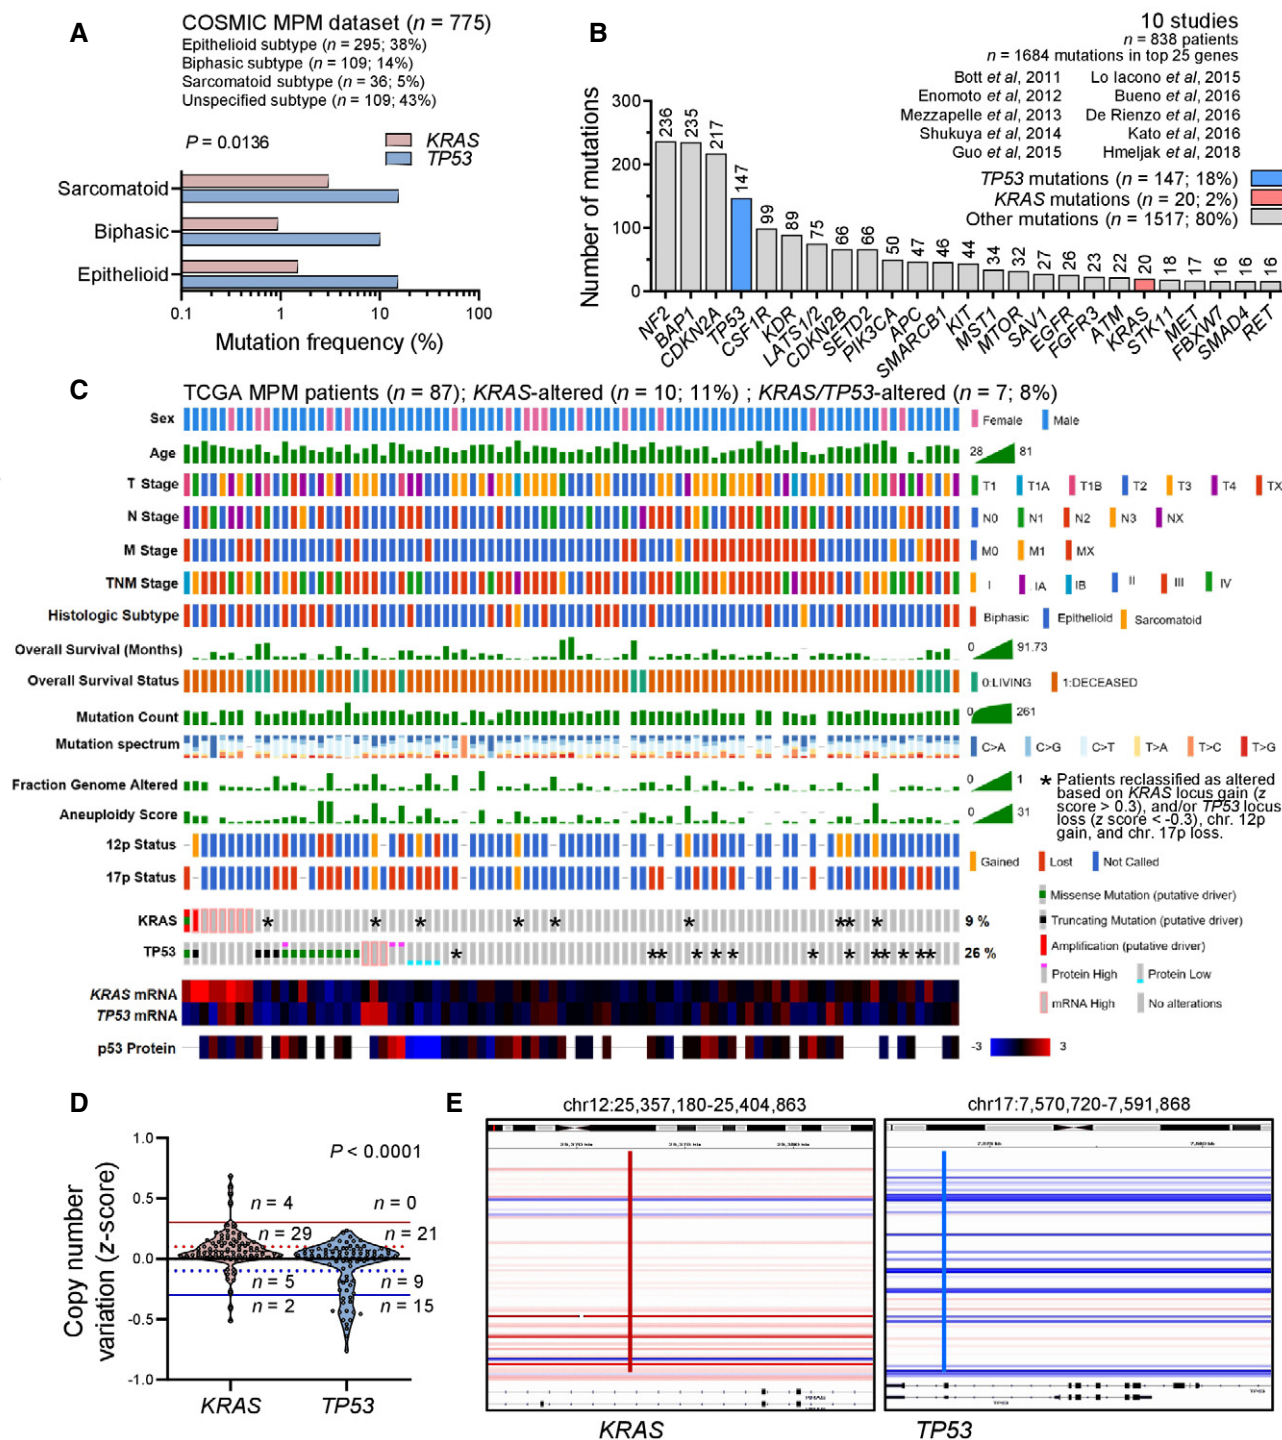 A
COSMIC MPM dataset (n = 775)
Epithelioid subtype (n = 295; 38%)
Biphasic subtype (n = 109; 14%)
Sarcomatoid subtype (n = 36; 5%)
Unspecified subtype (n = 109; 43%)
P = 0.0136
KRAS
TP53
Sarcomatoid
Biphasic
Epithelioid
0.1 1 10 100
Mutation frequency (%)
B
10 studies
n = 838 patients
n = 1684 mutations in top 25 genes
Bott et al, 2011 Lo Iacono et al, 2015
Enomoto et al, 2012 Bueno et al, 2016
Mezzapelle et al, 2013 De Rienzo et al, 2016
Shukuya et al, 2014 Kato et al, 2016
Guo et al, 2015 Hmeljak et al, 2018
TP53 mutations (n = 147; 18%)
KRAS mutations (n = 20; 2%)
Other mutations (n = 1517; 80%)
Number of mutations
300
200
100
0
236 235 217 147 99 89 75 66 66 50 47 46 44 34 32 27 26 23 22 20 18 17 16 16 16
NF2 BAP1 CDKN2A TP53 CSF1R KDR LATS1/2 CDKN2B SETD2 PIK3CA APC SMARCB1 KIT MST1 MTOR SAV1 EGFR FGFR3 ATM KRAS STK11 MET FBXW7 SMAD4 RET
C
TCGA MPM patients (n = 87); KRAS-altered (n = 10; 11%) ; KRAS/TP53-altered (n = 7; 8%)
Sex Female Male
Age 28 81
T Stage T1 T1A T1B T2 T3 T4 TX
N Stage N0 N1 N2 N3 NX
M Stage M0 M1 MX
TNM Stage I IA IB II III IV
Histologic Subtype Biphasic Epithelioid Sarcomatoid
Overall Survival (Months) 0 91.73
Overall Survival Status 0:LIVING 1:DECEASED
Mutation Count 0 261
Mutation spectrum C>A C>G C>T T>A T>C T>G
Fraction Genome Altered 0 1
Aneuploidy Score 0 31
* Patients reclassified as altered
based on KRAS locus gain (z
score > 0.3), and/or TP53 locus
loss (z score < -0.3), chr. 12p
gain, and chr. 17p loss.
12p Status
17p Status
Gained Lost Not Called
KRAS * * * * * * ** * 9 %
TP53 * ** * * * * * ** * ** 26 %
Missense Mutation (putative driver)
Truncating Mutation (putative driver)
Amplification (putative driver)
Protein High Protein Low
mRNA High No alterations
KRAS mRNA
TP53 mRNA
p53 Protein -3 3
D
P < 0.0001
Copy number
variation (z-score)
1.0
0.5
0.0
-0.5
-1.0
n = 4 n = 0
n = 29 n = 21
n = 5 n = 9
n = 2 n = 15
KRAS TP53
E
chr12:25,357,180-25,404,863 chr17:7,570,720-7,591,868
KRAS TP53